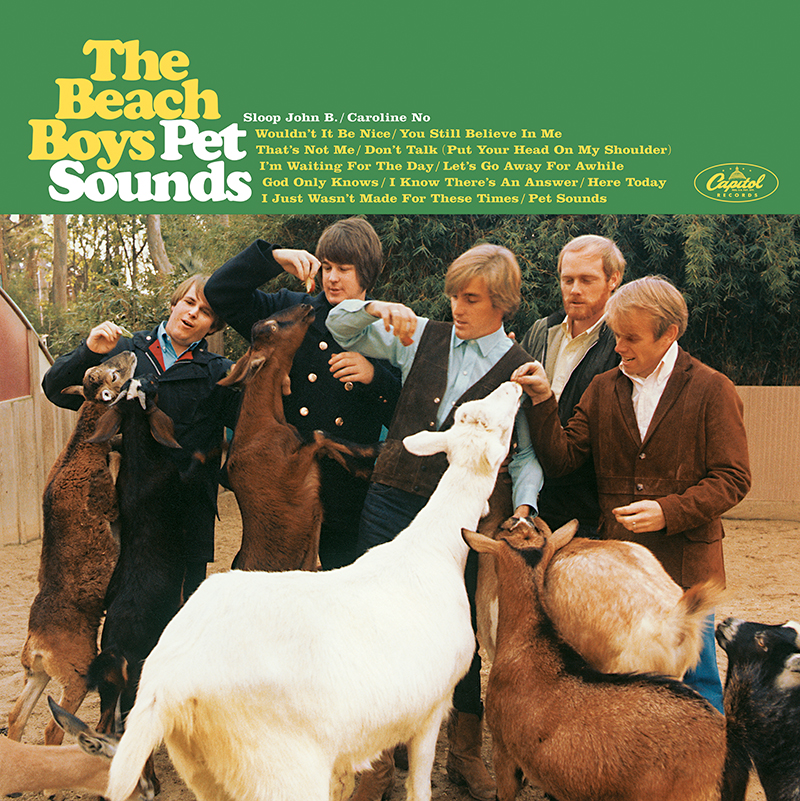 The
Beach
Boys Pet
Sounds
Sloop John B./Caroline No
Wouldn't It Be Nice/You Still Believe In Me
That's Not Me/Don't Talk (Put Your Head On My Shoulder)
I'm Waiting For The Day/Let's Go Away For Awhile
God Only Knows/I Know There's An Answer/Here Today
I Just Wasn't Made For These Times/Pet Sounds
Capitol
RECORDS